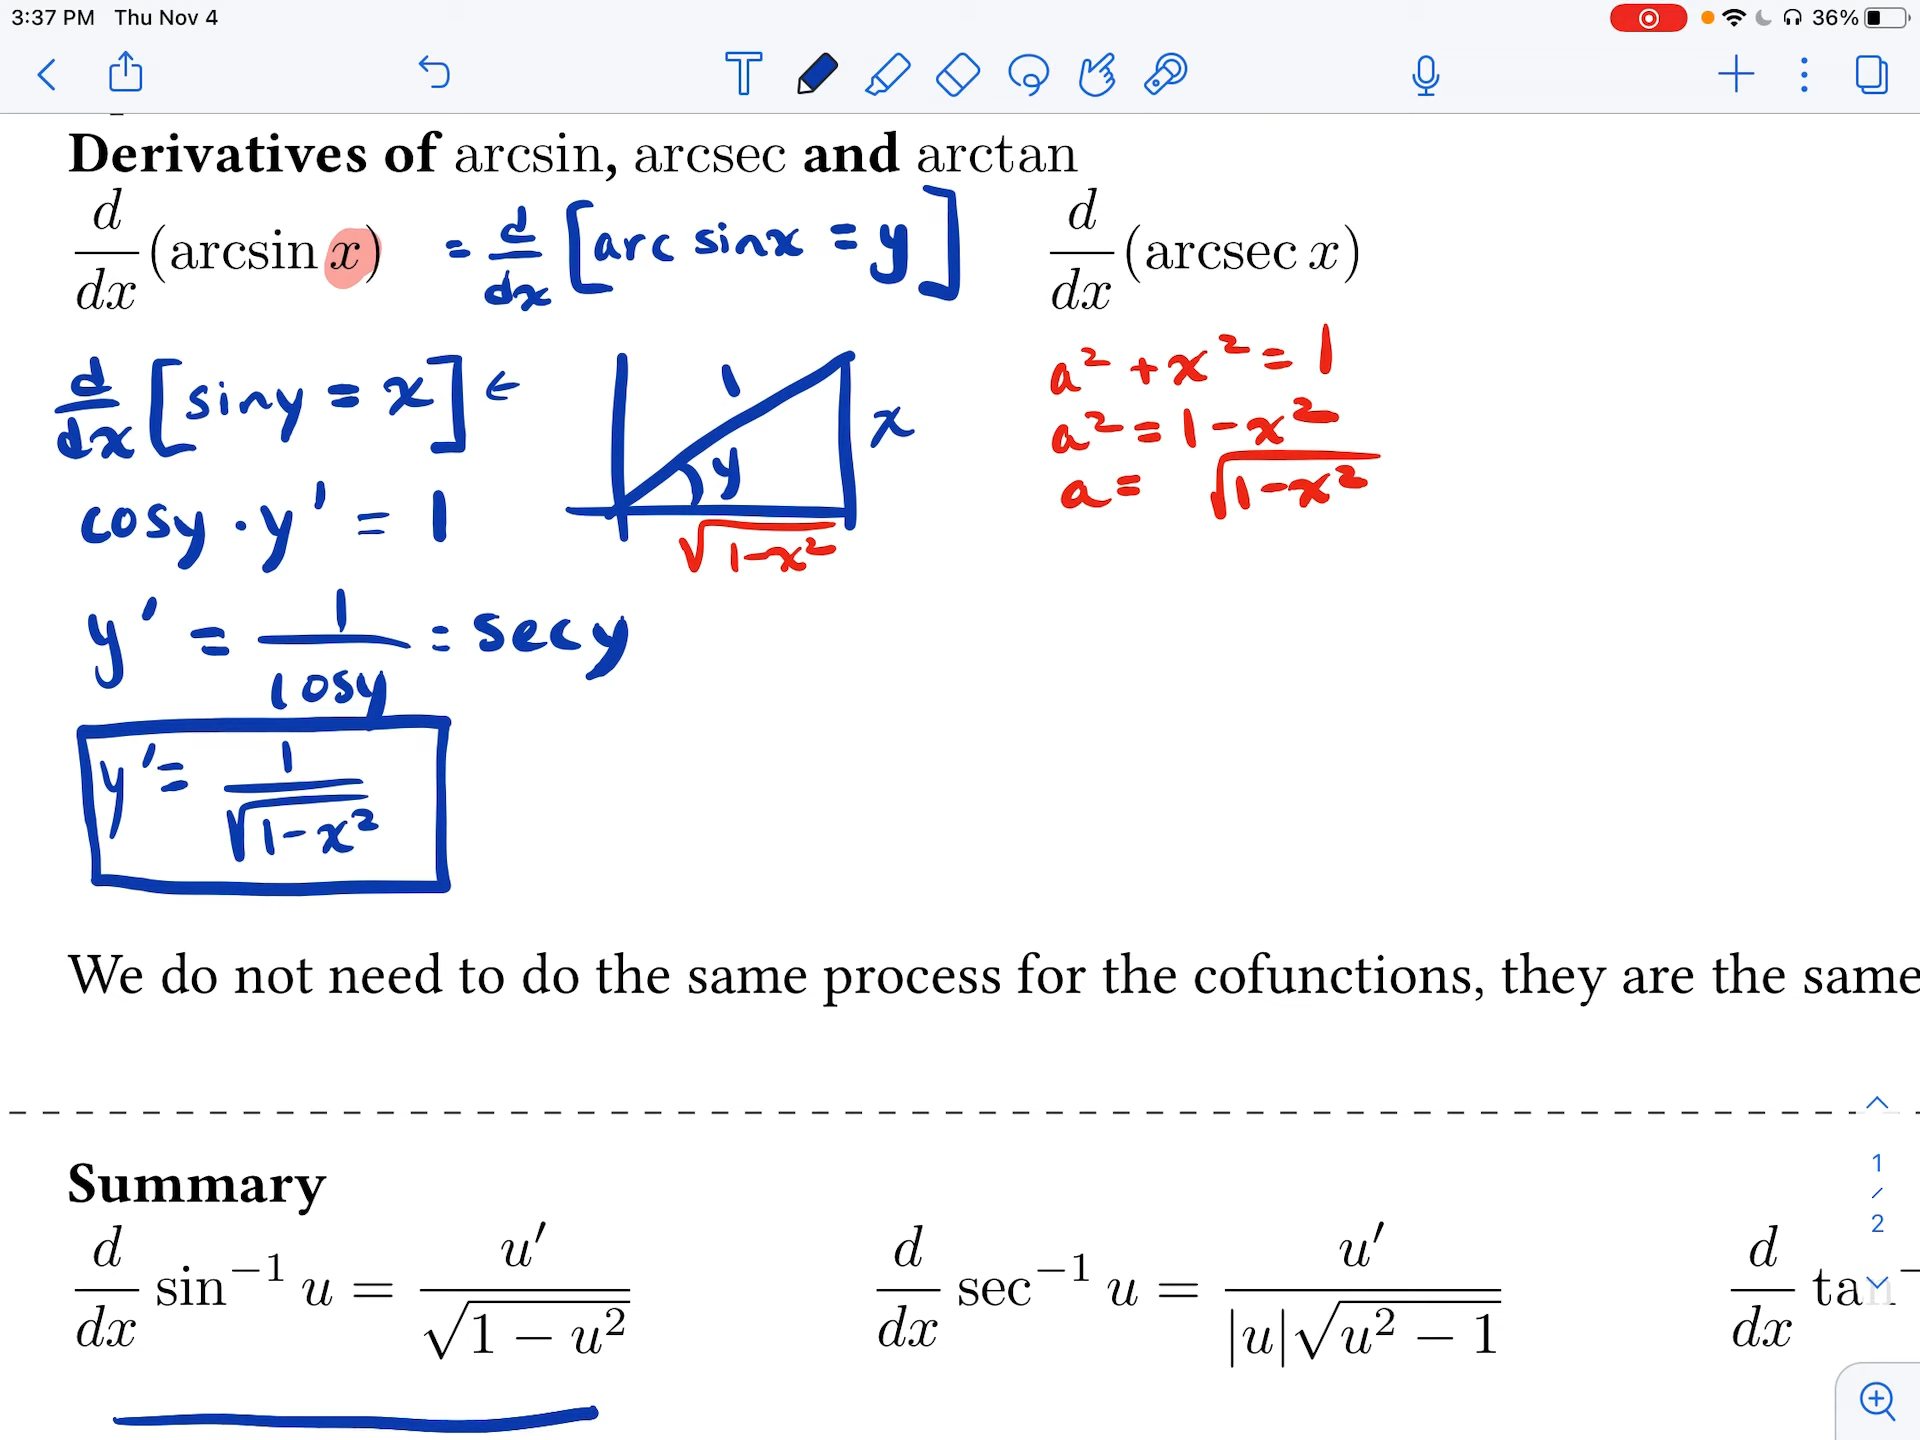 3:37 PM Thu Nov 4
36%
T
Derivatives of arcsin, arcsec and arctan
d/dx (arcsin x) = d/dx [arc sinx = y]
d/dx [siny = x] ←
1
x
y
√1-x²
cosy · y' = 1
y' = 1/cosy = secy
y' = 1/√1-x²
d/dx (arcsec x)
a² + x² = 1
a² = 1-x²
a = √1-x²
We do not need to do the same process for the cofunctions, they are the same
1
/
2
Summary
d/dx sin⁻¹ u = u′/√1 − u²
d/dx sec⁻¹ u = u′/|u|√u² − 1
d/dx tan⁻